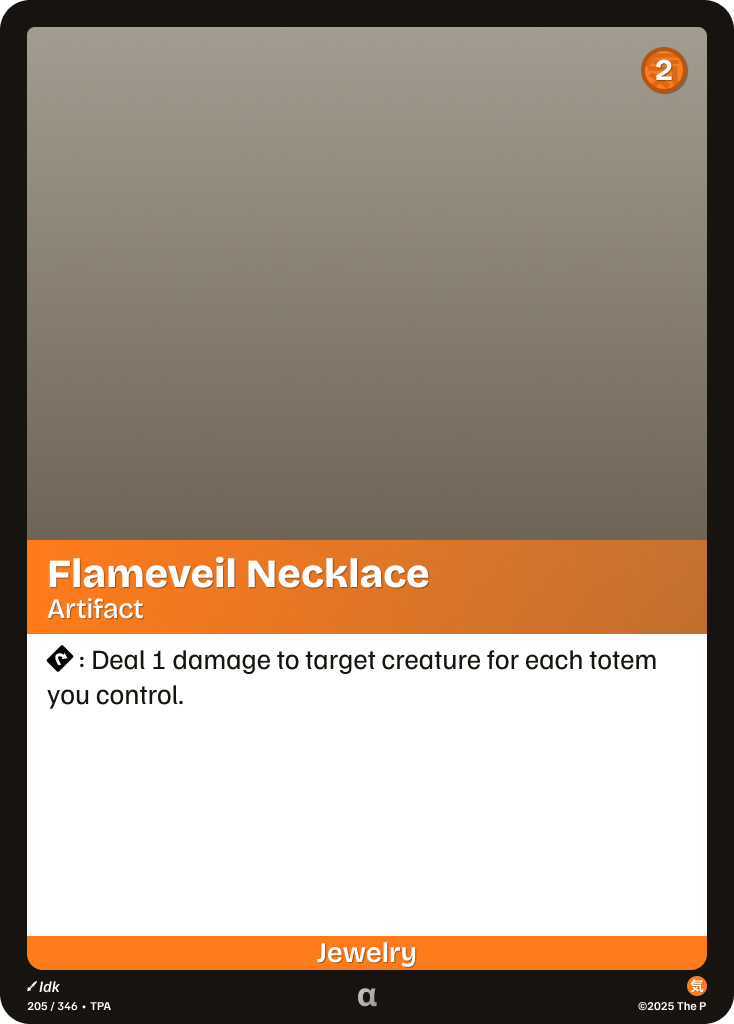 2
Flameveil Necklace
Artifact
: Deal 1 damage to target creature for each totem
you control.
Jewelry
Idk
205 / 346 • TPA
α
気
©2025 The P